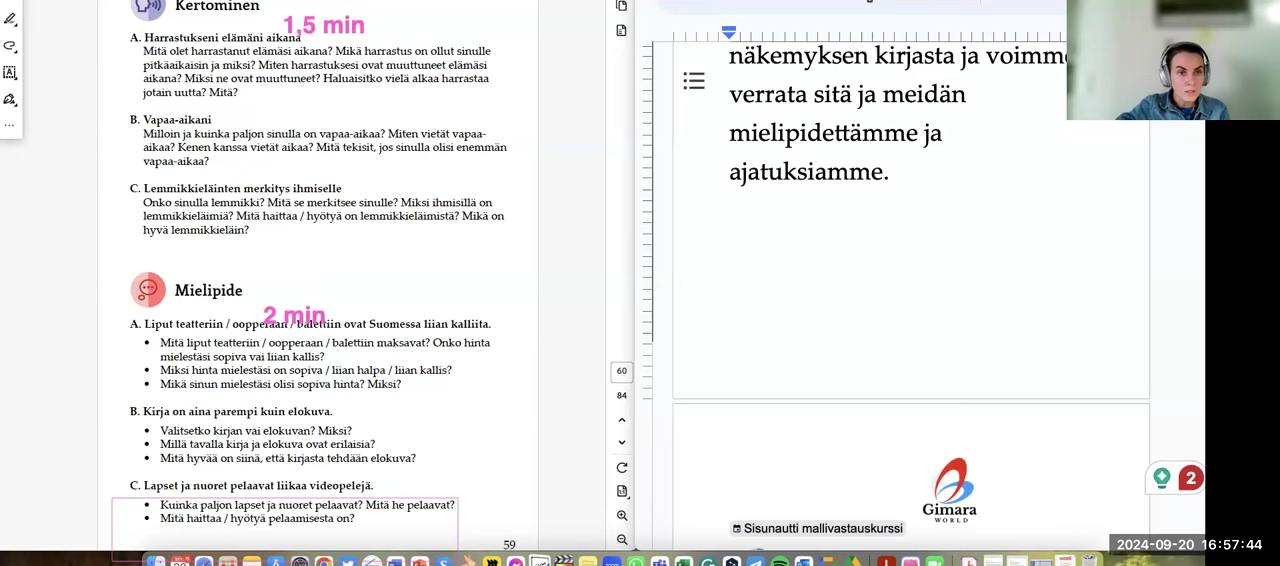 Kertominen
1,5 min
A. Harrastukseni elämäni aikana
Mitä olet harrastanut elämäsi aikana? Mikä harrastus on ollut sinulle
pitkäaikaisin ja miksi? Miten harrastuksesi ovat muuttuneet elämäsi
aikana? Miksi ne ovat muuttuneet? Haluaisitko vielä alkaa harrastaa
jotain uutta? Mitä?
B. Vapaa-aikani
Milloin ja kuinka paljon sinulla on vapaa-aikaa? Miten vietät vapaa-
aikaa? Kenen kanssa vietät aikaa? Mitä tekisit, jos sinulla olisi enemmän
vapaa-aikaa?
C. Lemmikkieläinten merkitys ihmiselle
Onko sinulla lemmikki? Mitä se merkitsee sinulle? Miksi ihmisillä on
lemmikkieläimiä? Mitä haittaa / hyötyä on lemmikkieläimistä? Mikä on
hyvä lemmikkieläin?
Mielipide
2 min
A. Liput teatteriin / oopperaan / balettiin ovat Suomessa liian kalliita.
• Mitä liput teatteriin / oopperaan / balettiin maksavat? Onko hinta
mielestäsi sopiva vai liian kallis?
• Miksi hinta mielestäsi on sopiva / liian halpa / liian kallis?
• Mikä sinun mielestäsi olisi sopiva hinta? Miksi?
B. Kirja on aina parempi kuin elokuva.
• Valitsetko kirjan vai elokuvan? Miksi?
• Millä tavalla kirja ja elokuva ovat erilaisia?
• Mitä hyvää on siinä, että kirjasta tehdään elokuva?
C. Lapset ja nuoret pelaavat liikaa videopelejä.
• Kuinka paljon lapset ja nuoret pelaavat? Mitä he pelaavat?
• Mitä haittaa / hyötyä pelaamisesta on?
59
60
84
näkemyksen kirjasta ja voimme
verrata sitä ja meidän
mielipidettämme ja
ajatuksiamme.
Gimara
WORLD
Sisunautti mallivastauskurssi
2
2024-09-20 16:57:44